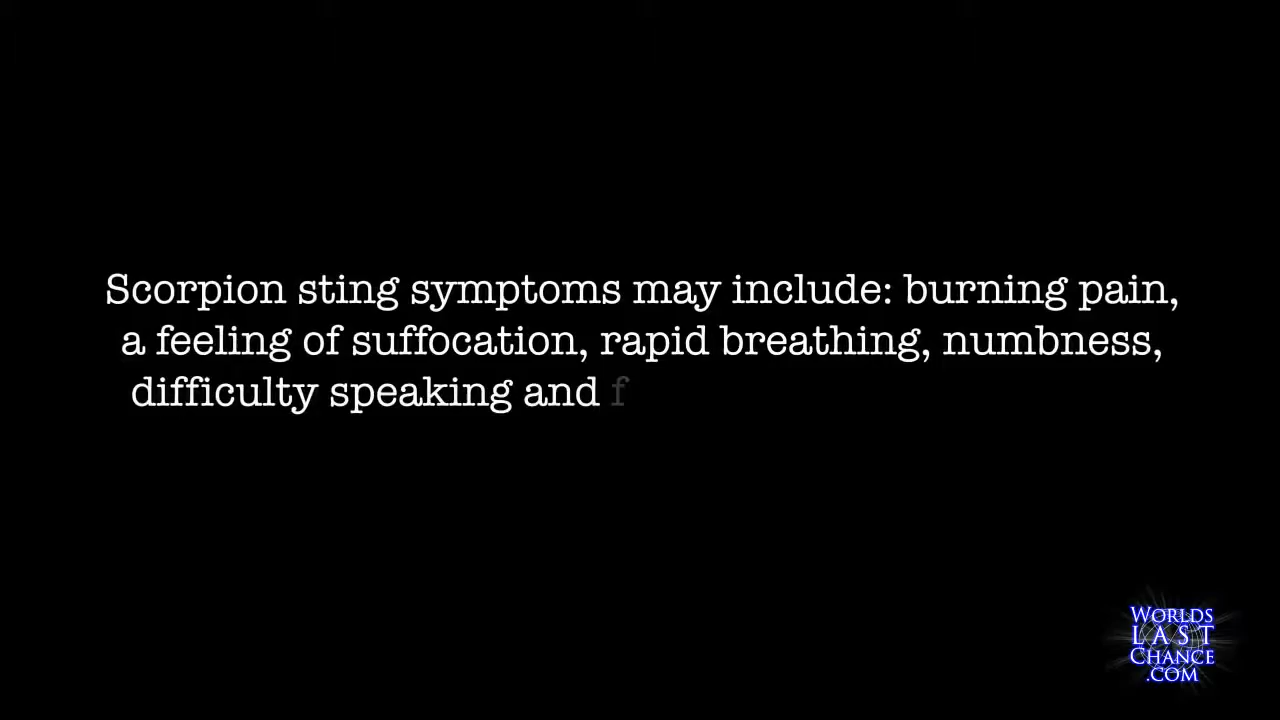 Scorpion sting symptoms may include: burning pain,
a feeling of suffocation, rapid breathing, numbness,
difficulty speaking and f
WORLDS
LAST
CHANCE
.COM